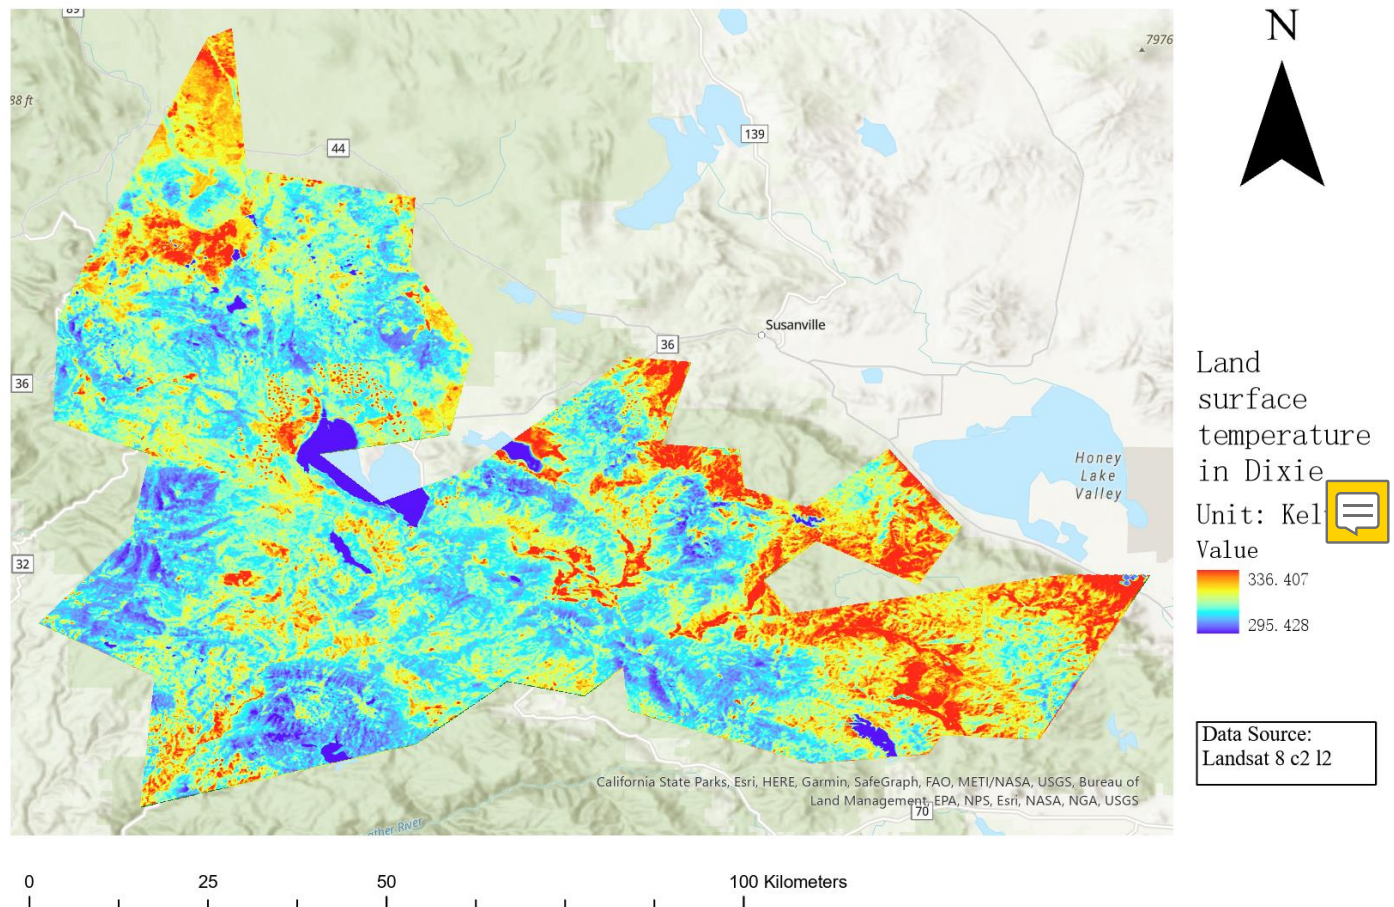 89
N
7976
88 ft
139
44
Susanville
36
36
Honey
Lake
Valley
32
Land
surface
temperature
in Dixie
Unit: Kel
Value
336.407
295.428
Data Source:
Landsat 8 c2 l2
California State Parks, Esri, HERE, Garmin, SafeGraph, FAO, METI/NASA, USGS, Bureau of
Land Management, EPA, NPS, Esri, NASA, NGA, USGS
70
ather River
0 25 50 100 Kilometers